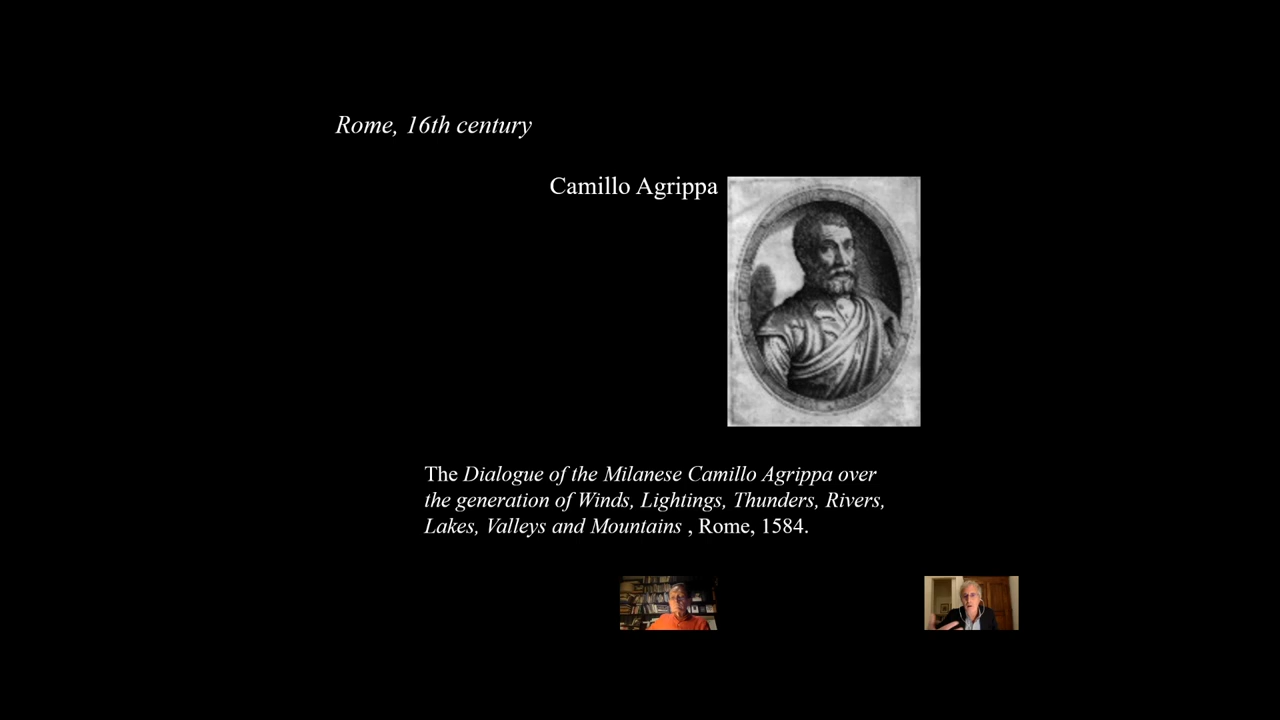 Rome, 16th century
Camillo Agrippa
The Dialogue of the Milanese Camillo Agrippa over
the generation of Winds, Lightings, Thunders, Rivers,
Lakes, Valleys and Mountains , Rome, 1584.